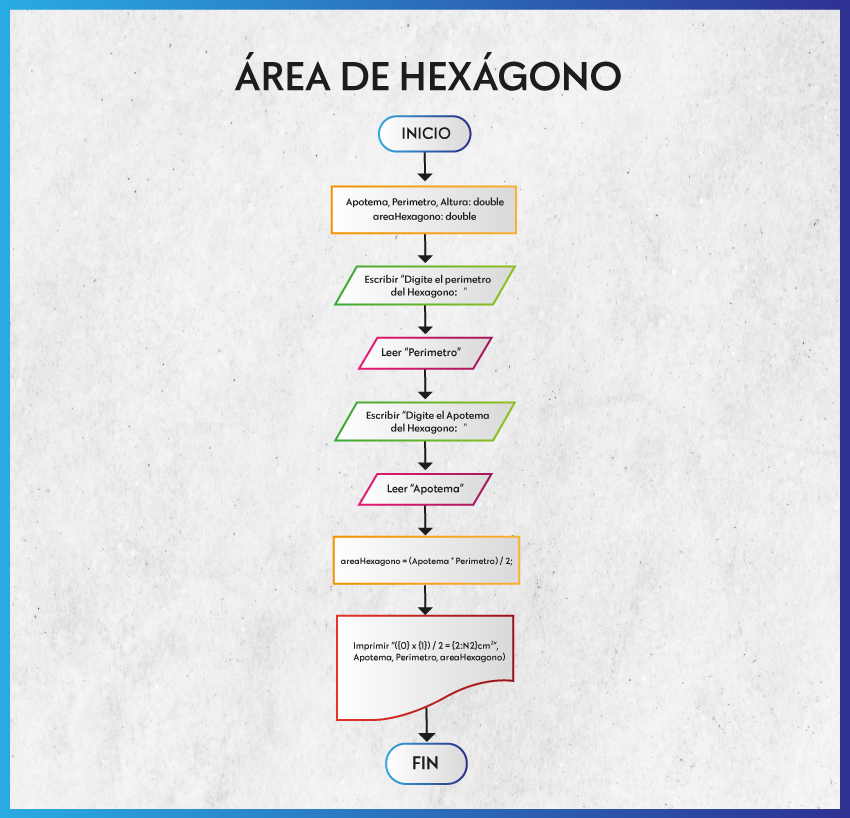 ÁREA DE HEXÁGONO
INICIO
Apotema, Perimetro, Altura: double
areaHexagono: double
Escribir "Digite el perimetro
del Hexagono:  "
Leer "Perimetro"
Escribir "Digite el Apotema
del Hexagono:  "
Leer "Apotema"
areaHexagono = (Apotema * Perimetro) / 2;
Imprimir "({0} x {1}) / 2 = {2:N2}cm²",
Apotema, Perimetro, areaHexagono)
FIN